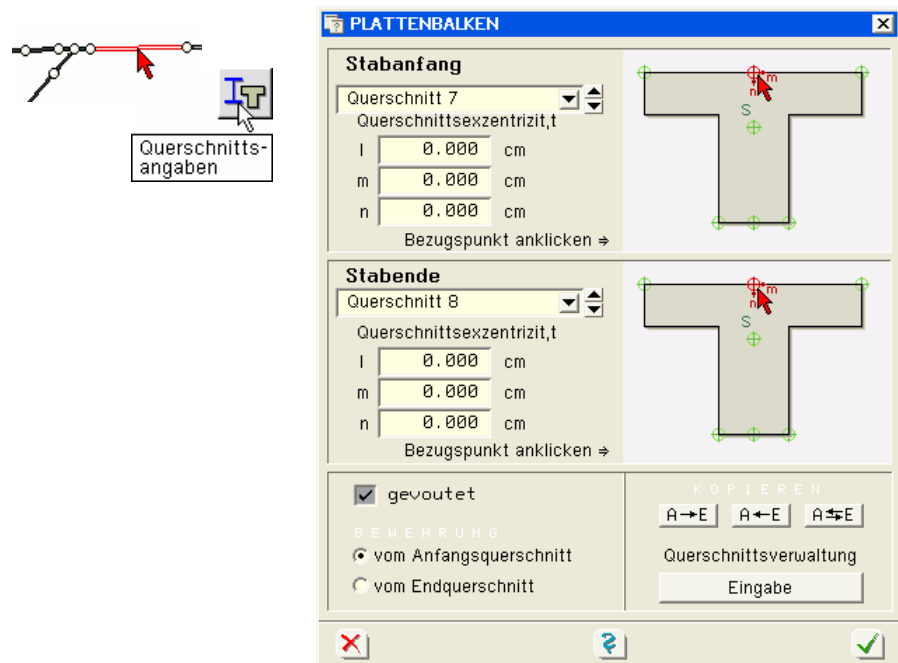 Querschnitts-
angaben
PLATTENBALKEN
Stabanfang
Querschnitt 7
Querschnittsexzentrizit,t
l 0.000 cm
m 0.000 cm
n 0.000 cm
Bezugspunkt anklicken ⇒
m
n
S
Stabende
Querschnitt 8
Querschnittsexzentrizit,t
l 0.000 cm
m 0.000 cm
n 0.000 cm
Bezugspunkt anklicken ⇒
m
n
S
gevoutet
BEWEHRUNG
vom Anfangsquerschnitt
vom Endquerschnitt
KOPIEREN
A→E A←E A⇆E
Querschnittsverwaltung
Eingabe